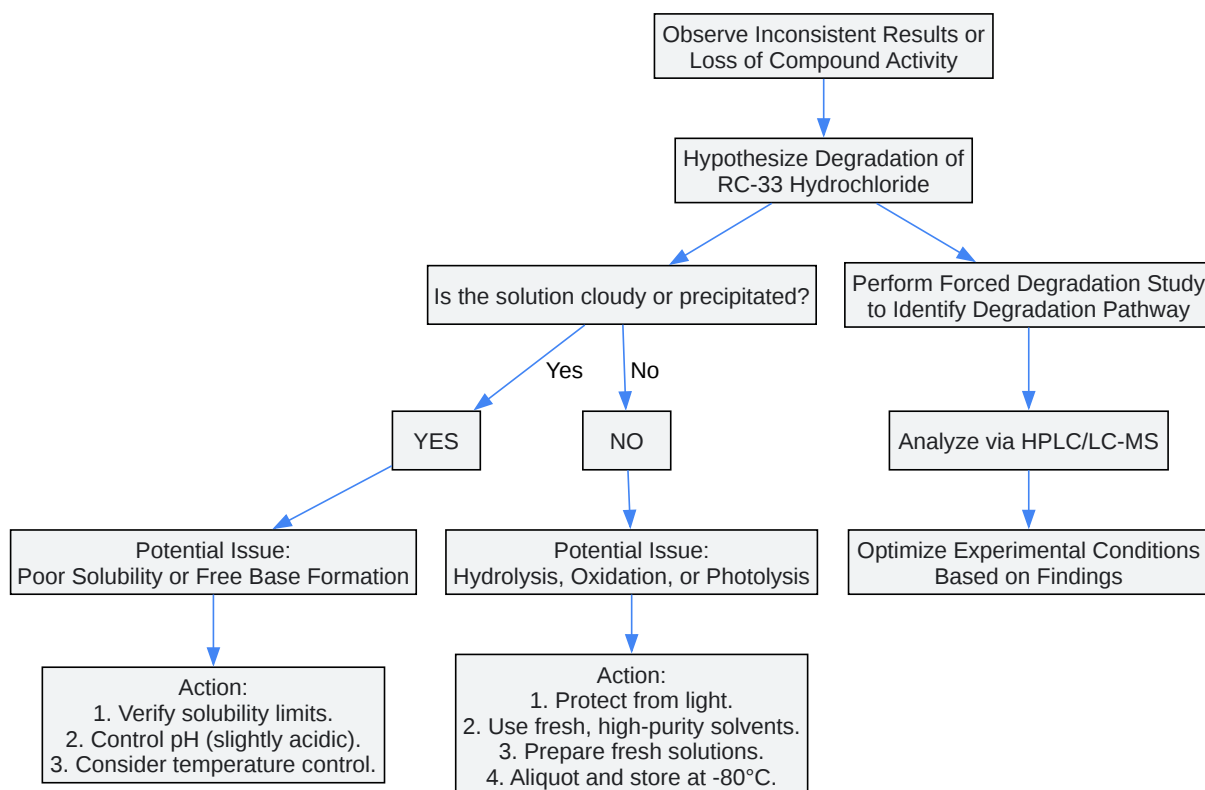 Observe Inconsistent Results or
Loss of Compound Activity
Hypothesize Degradation of
RC-33 Hydrochloride
Is the solution cloudy or precipitated?
Perform Forced Degradation Study
to Identify Degradation Pathway
Yes
No
YES
NO
Analyze via HPLC/LC-MS
Potential Issue:
Poor Solubility or Free Base Formation
Potential Issue:
Hydrolysis, Oxidation, or Photolysis
Optimize Experimental Conditions
Based on Findings
Action:
1. Verify solubility limits.
2. Control pH (slightly acidic).
3. Consider temperature control.
Action:
1. Protect from light.
2. Use fresh, high-purity solvents.
3. Prepare fresh solutions.
4. Aliquot and store at -80°C.